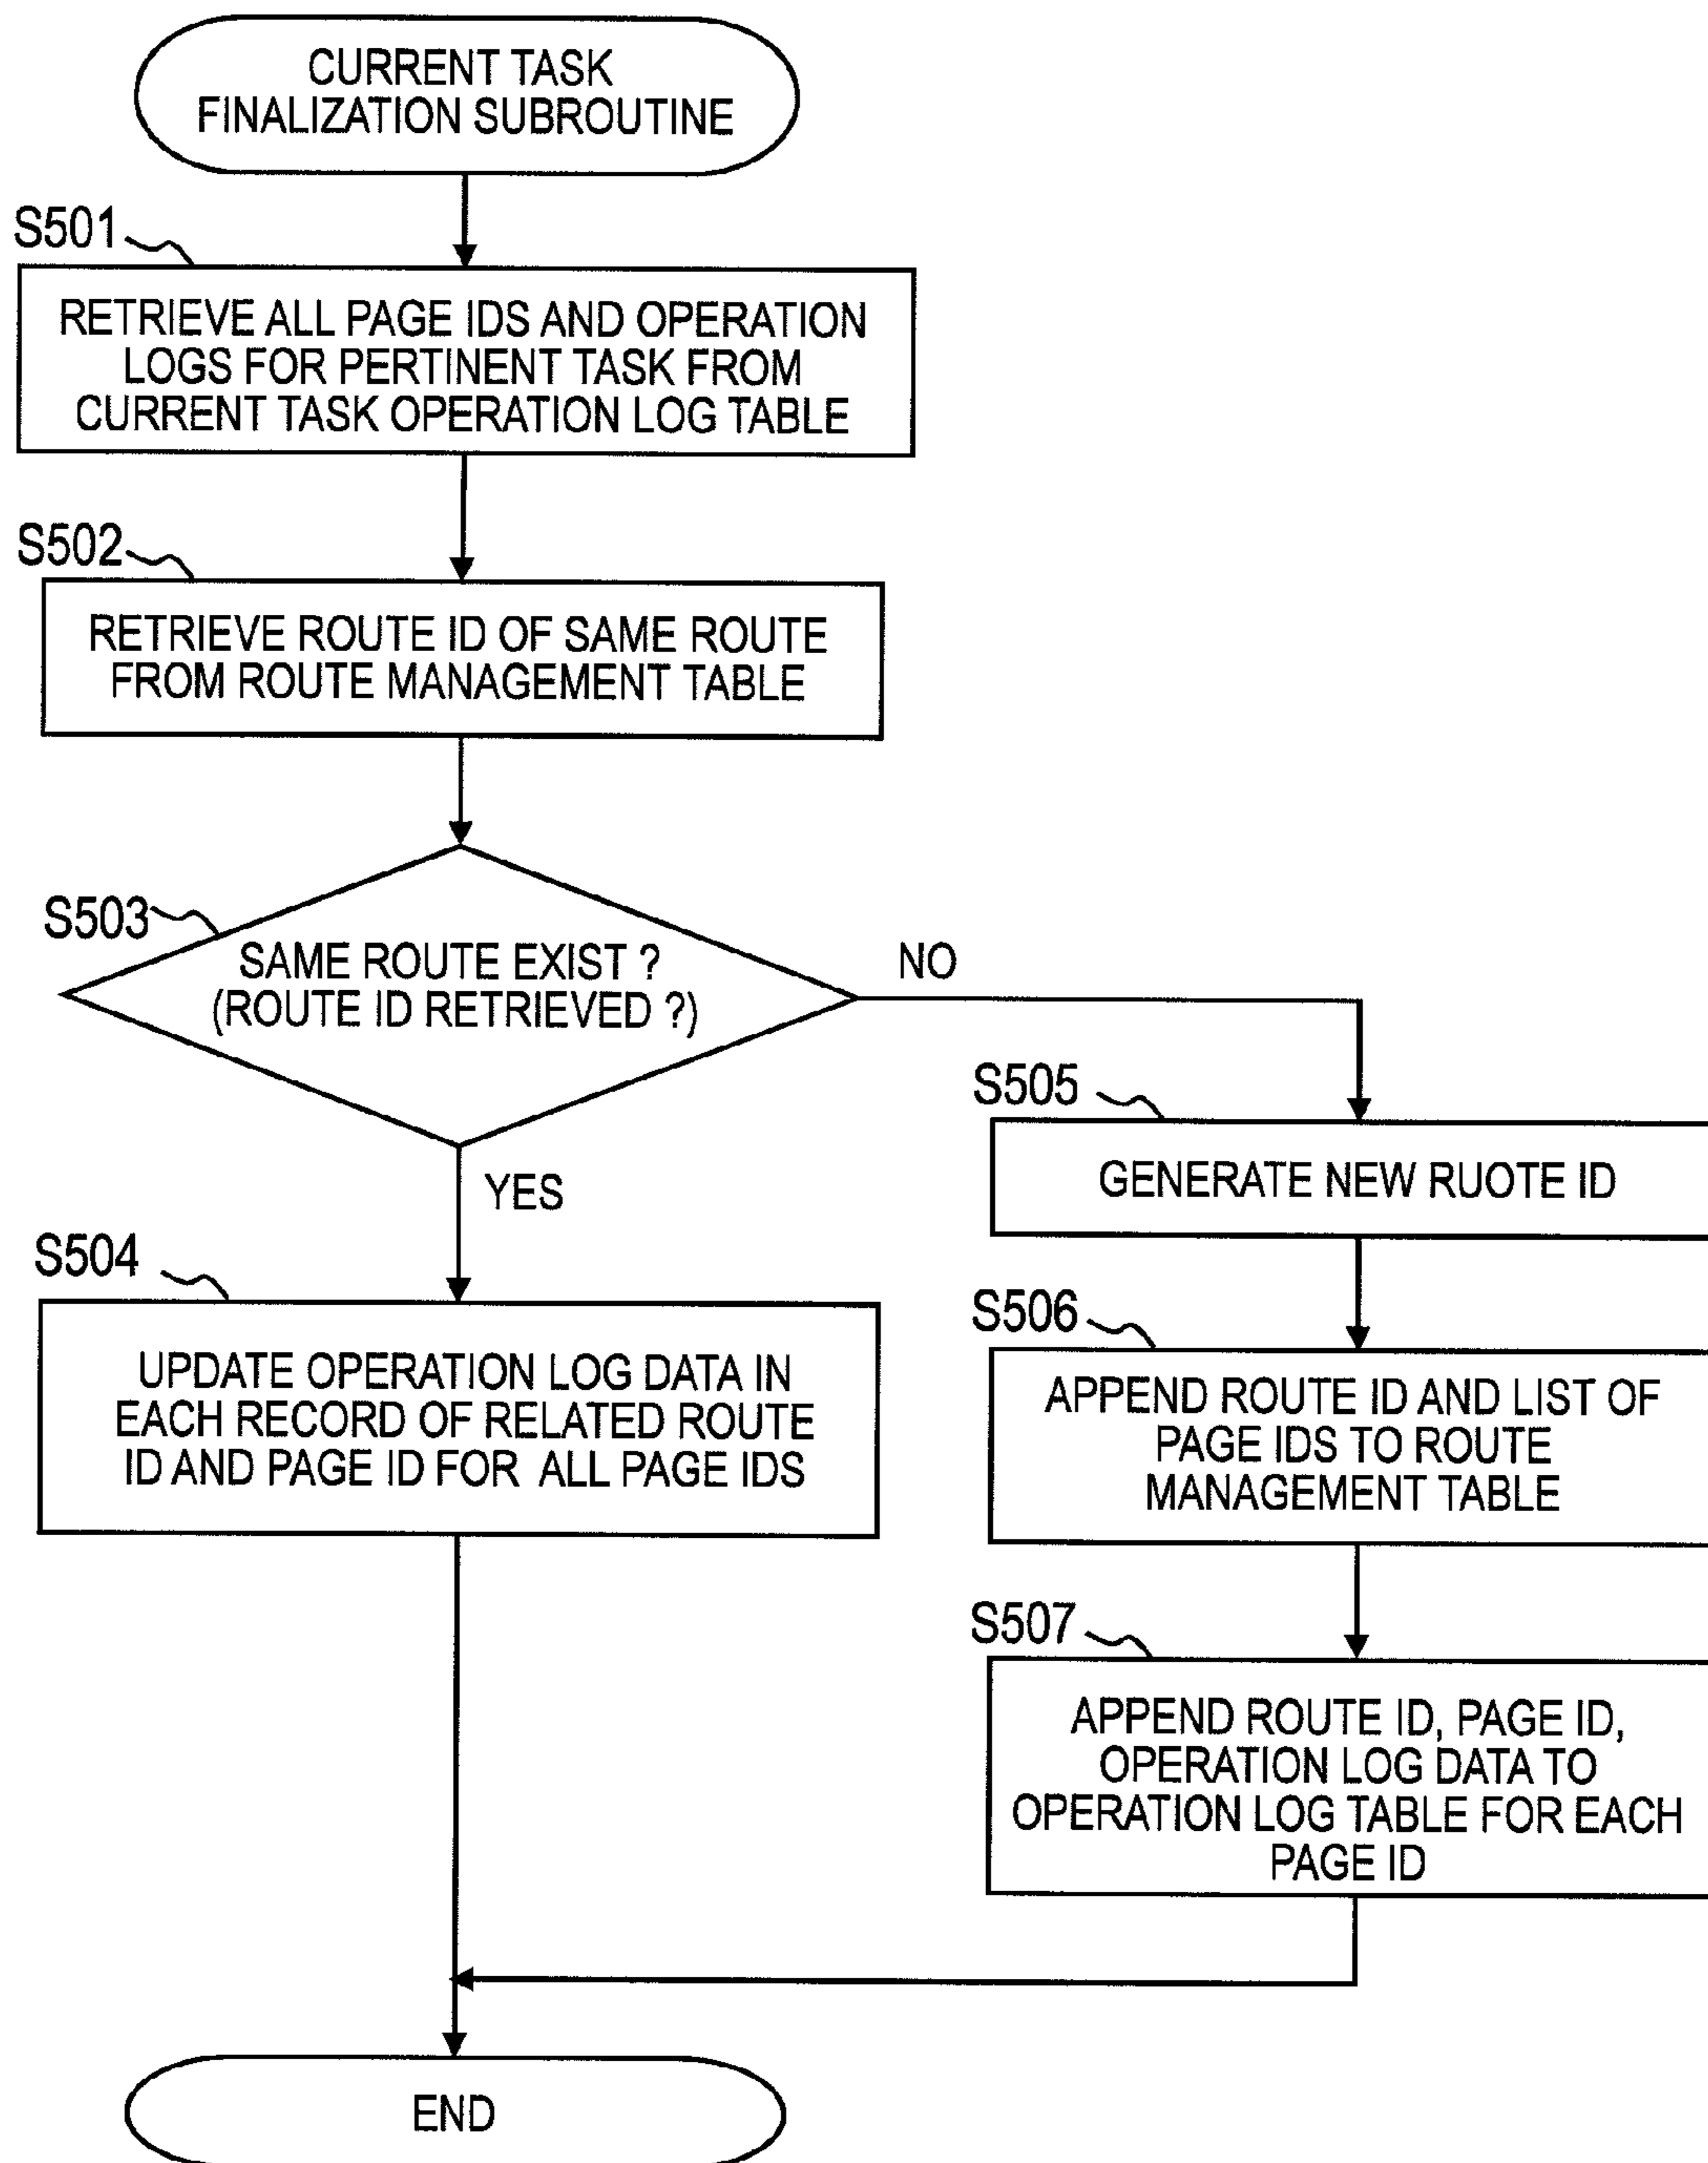 CURRENT TASK
FINALIZATION SUBROUTINE
S501
RETRIEVE ALL PAGE IDS AND OPERATION
LOGS FOR PERTINENT TASK FROM
CURRENT TASK OPERATION LOG TABLE
S502
RETRIEVE ROUTE ID OF SAME ROUTE
FROM ROUTE MANAGEMENT TABLE
S503
SAME ROUTE EXIST ?
(ROUTE ID RETRIEVED ?)
NO
YES
S504
UPDATE OPERATION LOG DATA IN
EACH RECORD OF RELATED ROUTE
ID AND PAGE ID FOR ALL PAGE IDS
S505
GENERATE NEW RUOTE ID
S506
APPEND ROUTE ID AND LIST OF
PAGE IDS TO ROUTE
MANAGEMENT TABLE
S507
APPEND ROUTE ID, PAGE ID,
OPERATION LOG DATA TO
OPERATION LOG TABLE FOR EACH
PAGE ID
END